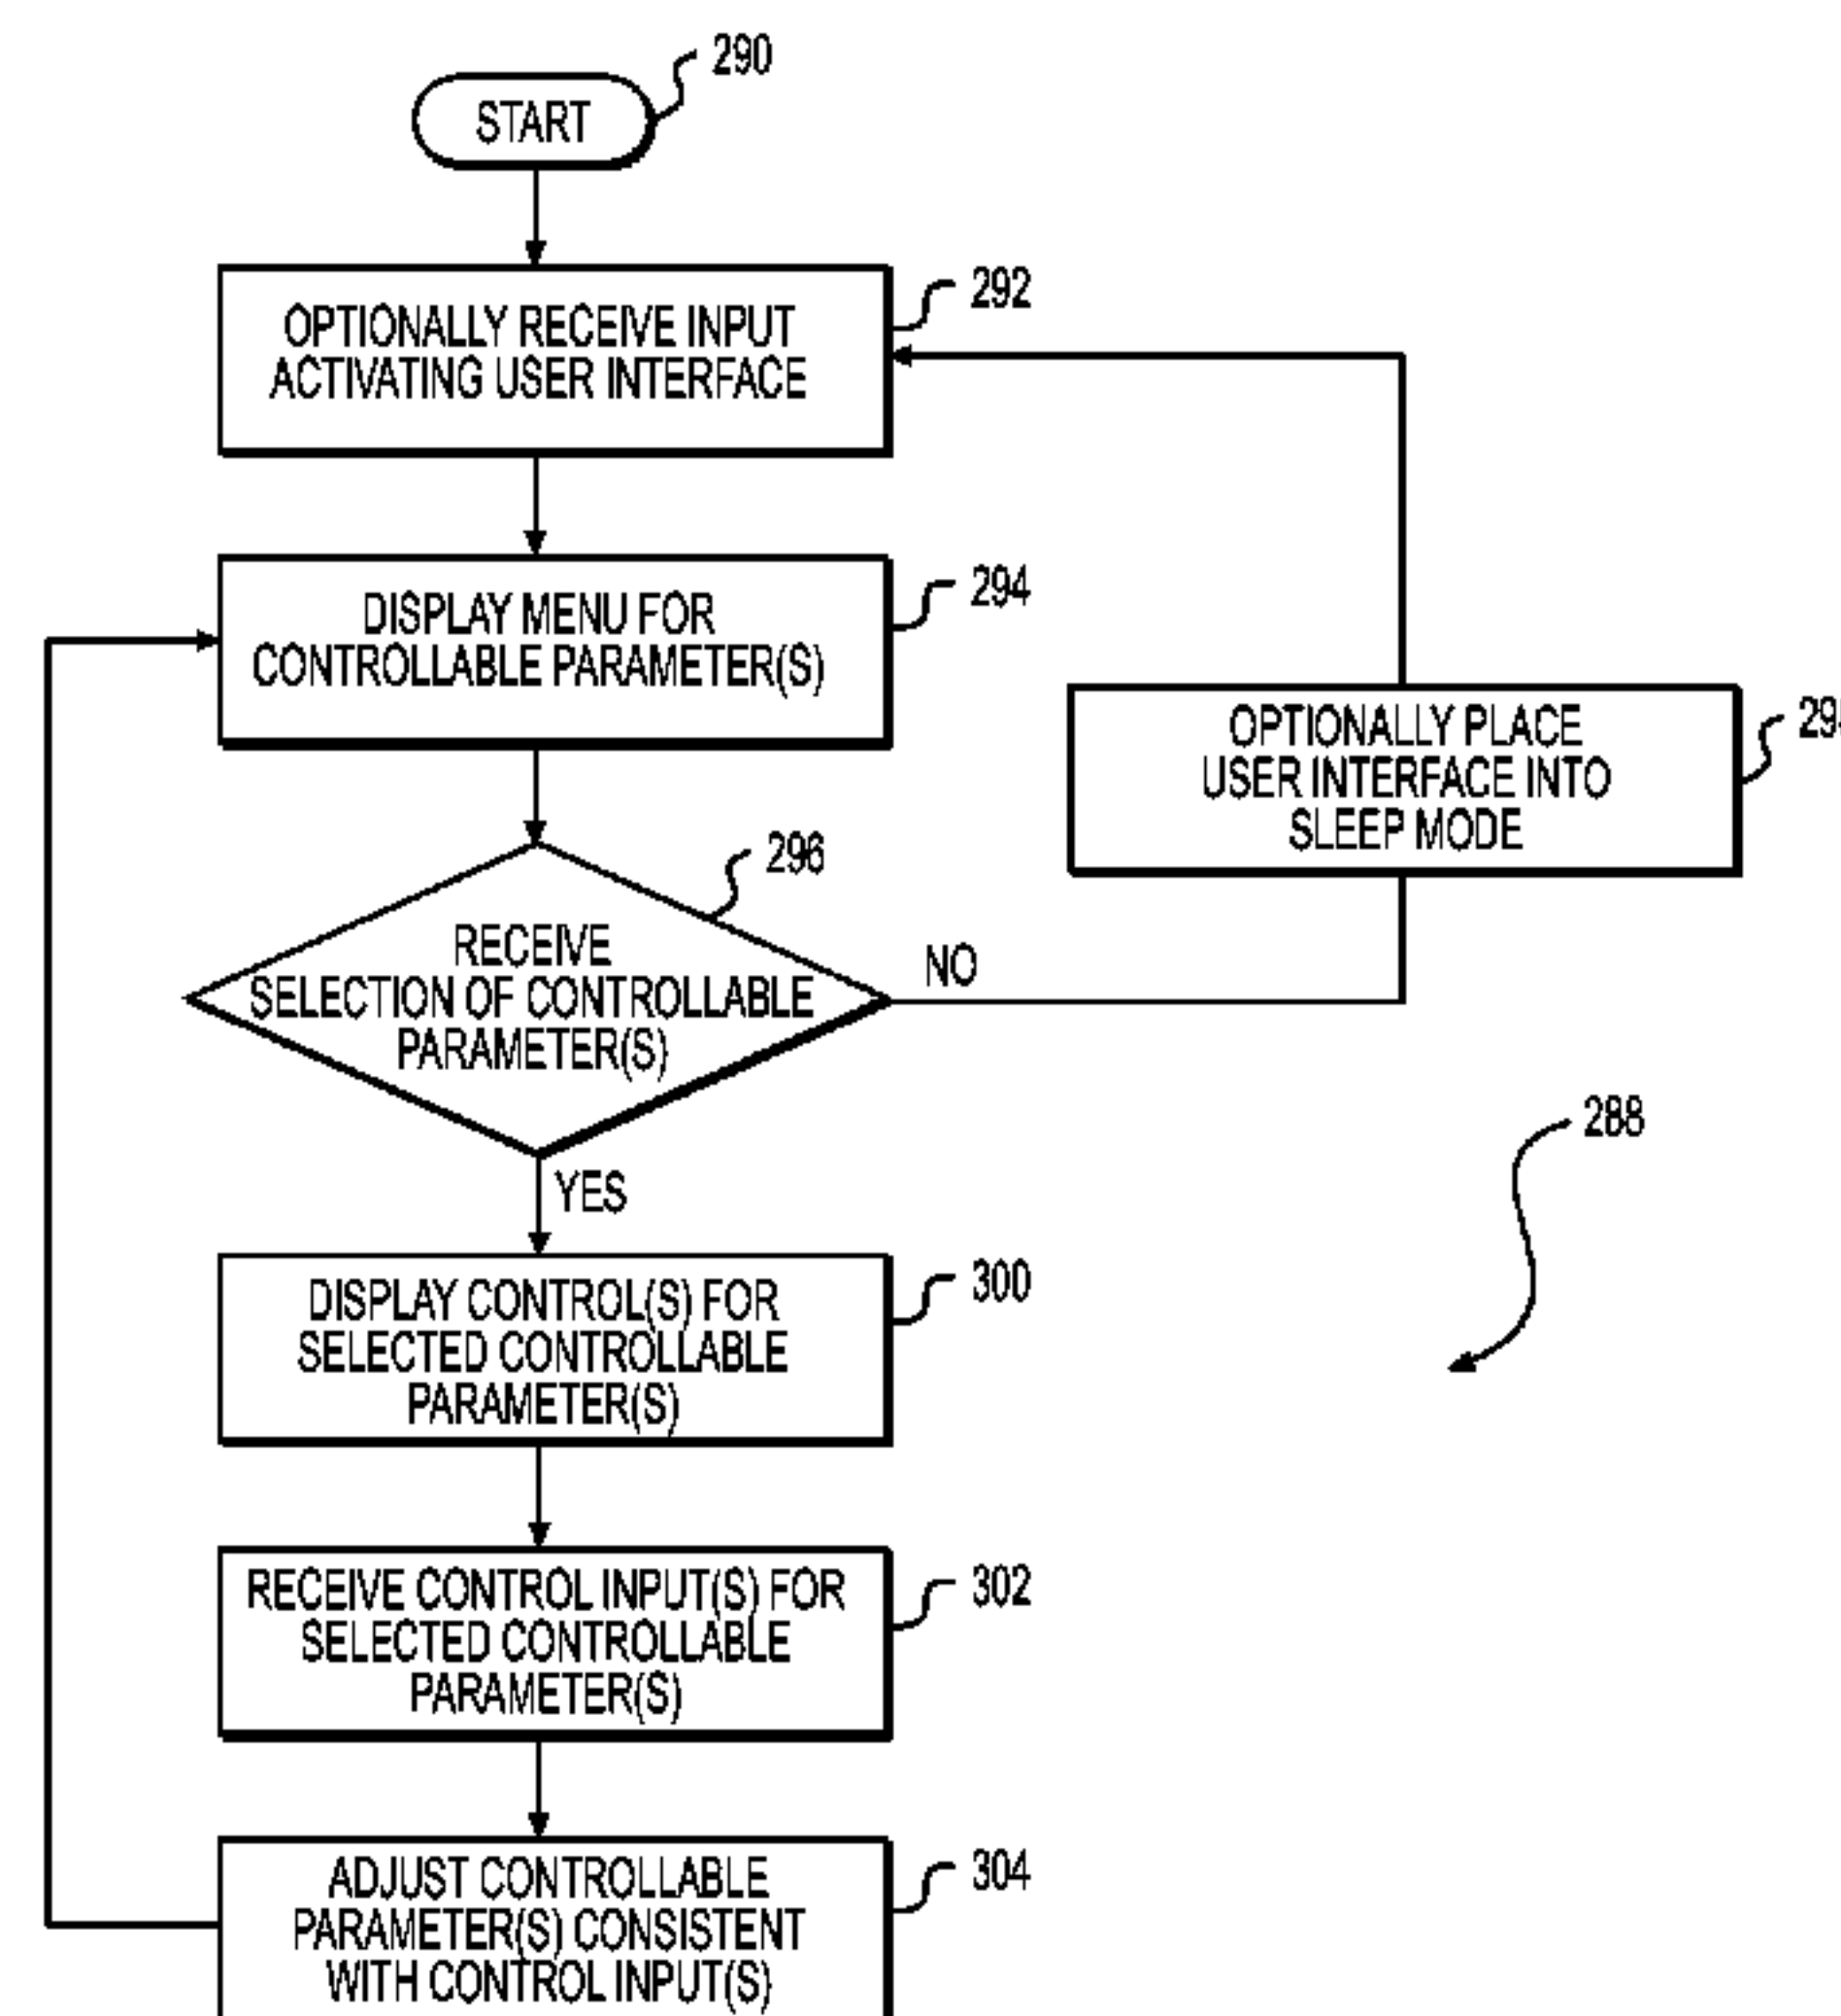 290
START
292
OPTIONALLY RECEIVE INPUT
ACTIVATING USER INTERFACE
294
DISPLAY MENU FOR
CONTROLLABLE PARAMETER(S)
OPTIONALLY PLACE
USER INTERFACE INTO
SLEEP MODE
296
RECEIVE
SELECTION OF CONTROLLABLE
PARAMETER(S)
NO
288
YES
300
DISPLAY CONTROL(S) FOR
SELECTED CONTROLLABLE
PARAMETER(S)
302
RECEIVE CONTROL INPUT(S) FOR
SELECTED CONTROLLABLE
PARAMETER(S)
304
ADJUST CONTROLLABLE
PARAMETER(S) CONSISTENT
WITH CONTROL INPUT(S)